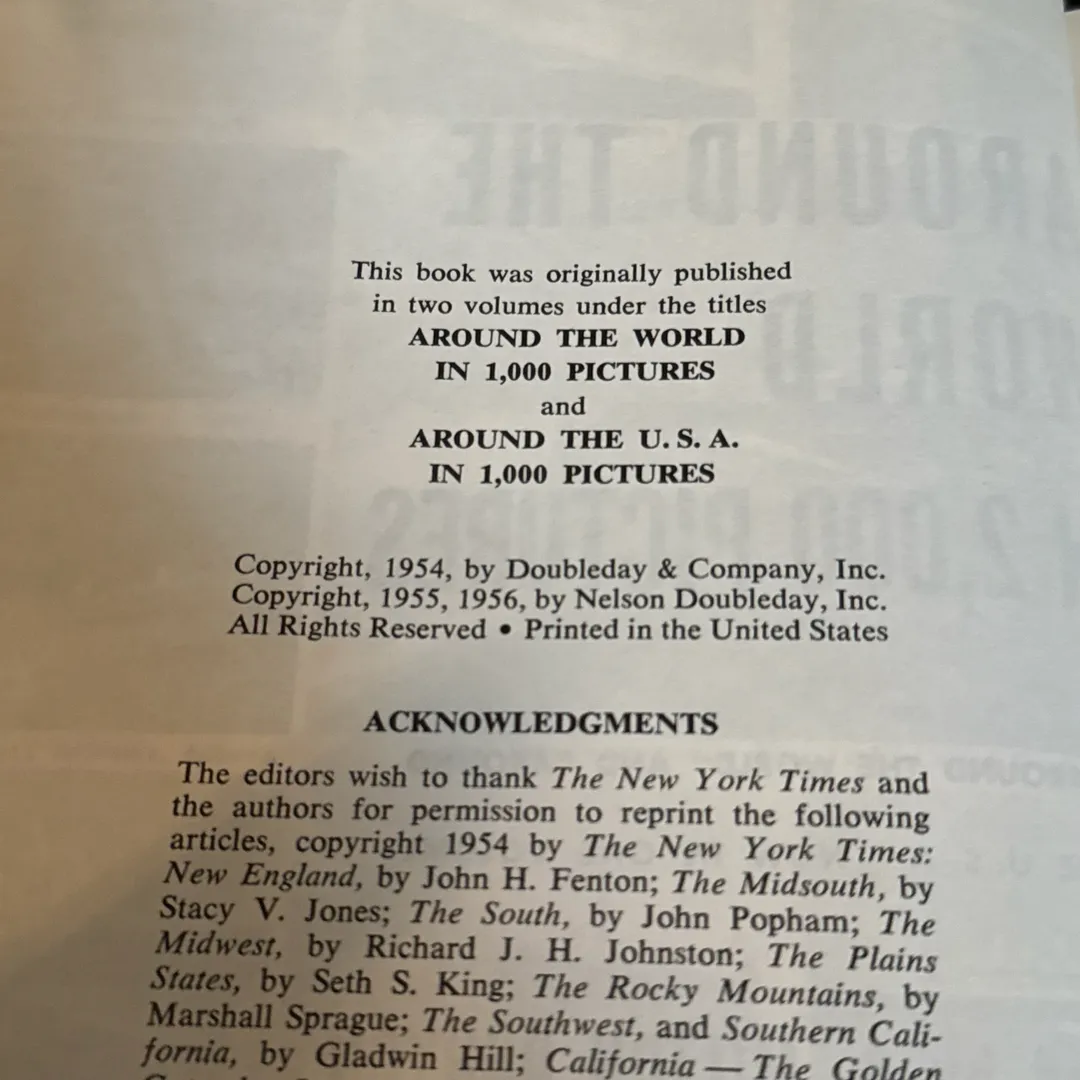 This book was originally published
in two volumes under the titles
AROUND THE WORLD
IN 1,000 PICTURES
and
AROUND THE U. S. A.
IN 1,000 PICTURES
Copyright, 1954, by Doubleday & Company, Inc.
Copyright, 1955, 1956, by Nelson Doubleday, Inc.
All Rights Reserved • Printed in the United States
ACKNOWLEDGMENTS
The editors wish to thank The New York Times and
the authors for permission to reprint the following
articles, copyright 1954 by The New York Times:
New England, by John H. Fenton; The Midsouth, by
Stacy V. Jones; The South, by John Popham; The
Midwest, by Richard J. H. Johnston; The Plains
States, by Seth S. King; The Rocky Mountains, by
Marshall Sprague; The Southwest, and Southern Cali-
fornia, by Gladwin Hill; California — The Golden